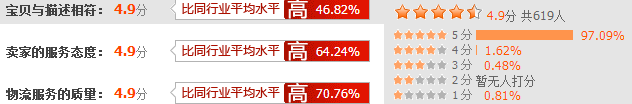 宝贝与描述相符： 4.9分 比同行业平均水平 高 46.82%
卖家的服务态度： 4.9分 比同行业平均水平 高 64.24%
物流服务的质量： 4.9分 比同行业平均水平 高 70.76%
4.9分 共619人
5分 97.09%
4分 1.62%
3分 0.48%
2分 暂无人打分
1分 0.81%